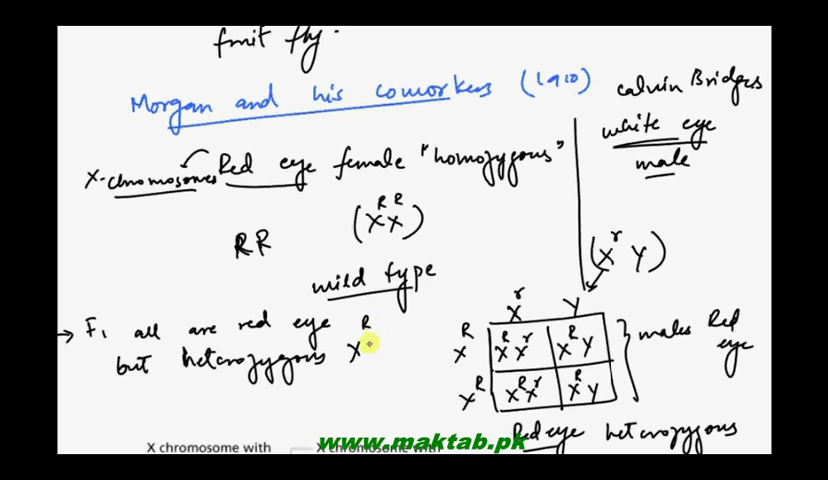 fruit fly.
Morgan and his comorkers (1910)
calvin Bridges
white eye
male
X-chromosomes Red eye female "homozygous"
RR
(X^R X^R)
(X^r Y)
wild type
→ F1 all are red eye
but heterozygous X^R
X^r Y
X^R X^R X^r X^R Y
X^R X^R X^r X^R Y
males Red
eye
Red eye heterozygous
www.maktab.pk
X chromosome with X chromosome with